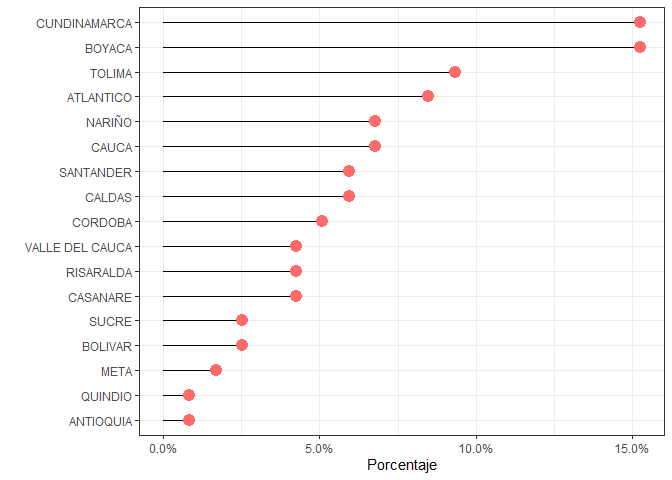 CUNDINAMARCA
BOYACA
TOLIMA
ATLANTICO
NARIÑO
CAUCA
SANTANDER
CALDAS
CORDOBA
VALLE DEL CAUCA
RISARALDA
CASANARE
SUCRE
BOLIVAR
META
QUINDIO
ANTIOQUIA
0.0% 5.0% 10.0% 15.0%
Porcentaje